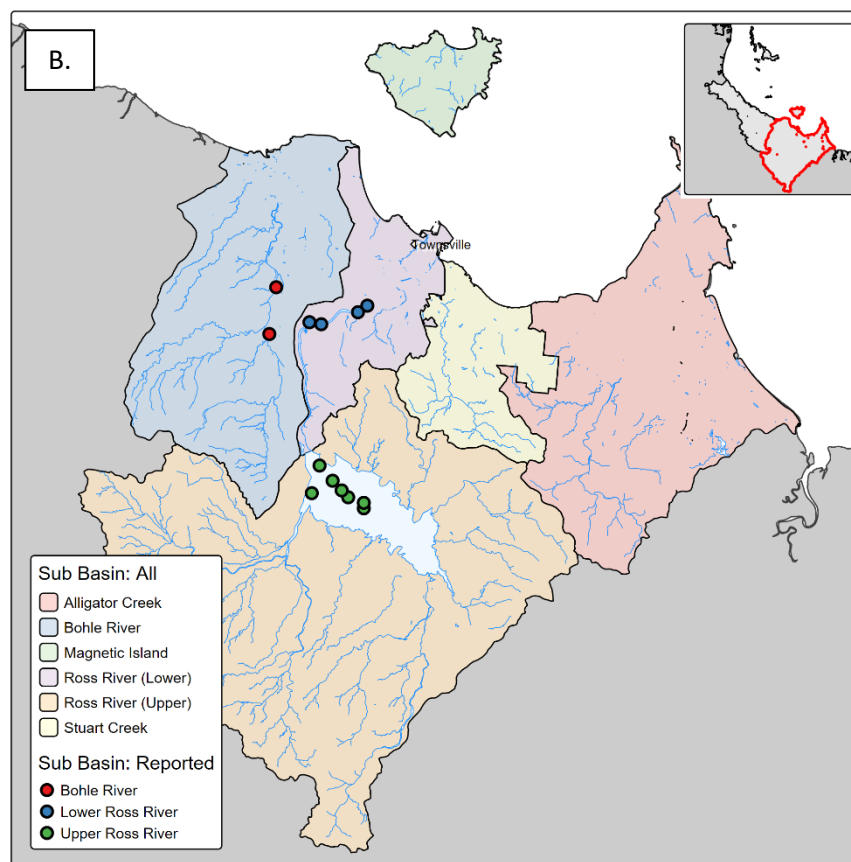 B.
Townsville
Sub Basin: All
Alligator Creek
Bohle River
Magnetic Island
Ross River (Lower)
Ross River (Upper)
Stuart Creek
Sub Basin: Reported
Bohle River
Lower Ross River
Upper Ross River